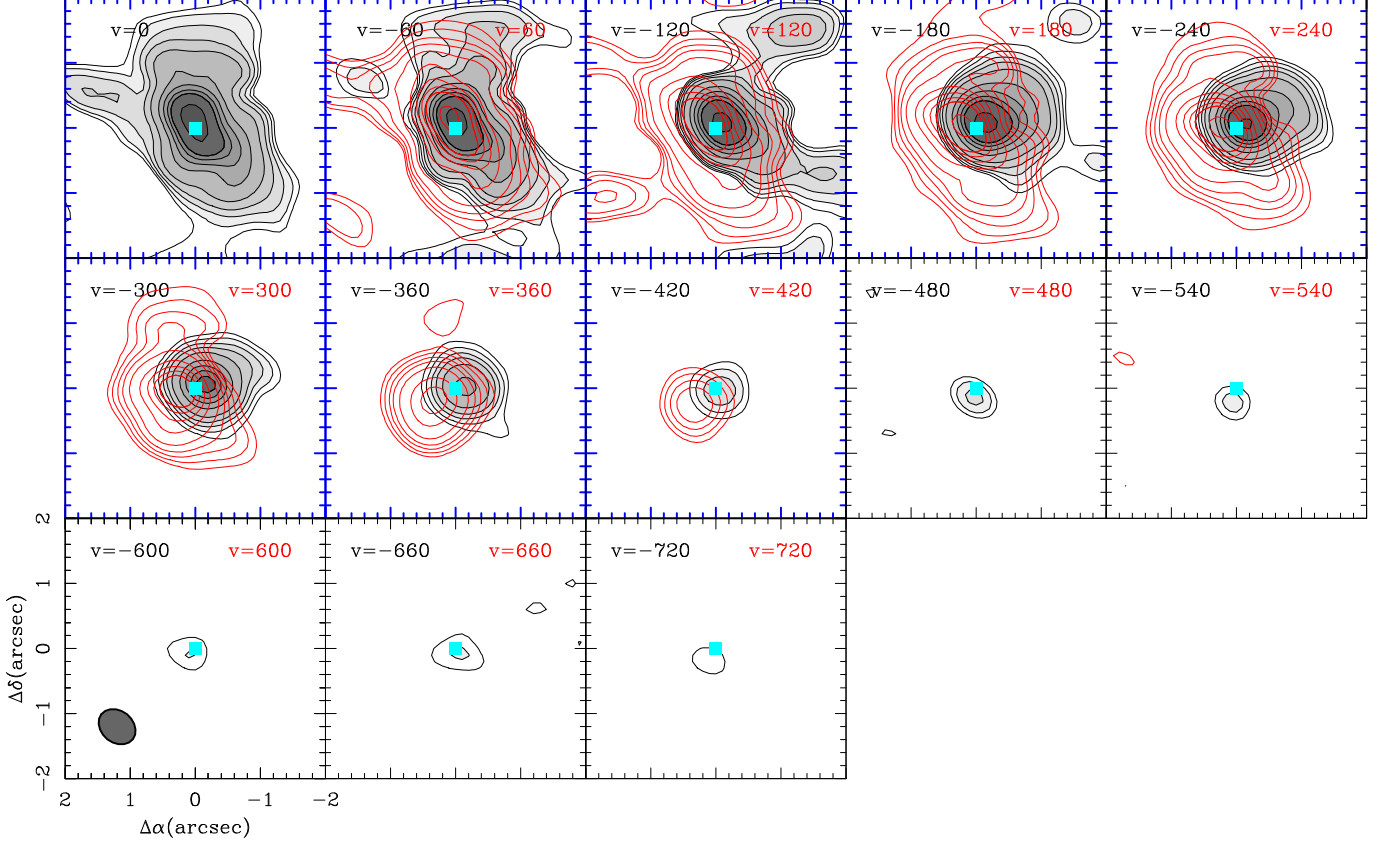 v=0 v=−60 v=60 v=−120 v=120 v=−180 v=180 v=−240 v=240
v=−300 v=300 v=−360 v=360 v=−420 v=420 v=−480 v=480 v=−540 v=540
v=−600 v=600 v=−660 v=660 v=−720 v=720
2
1
0
−1
−2
Δδ(arcsec)
2 1 0 −1 −2
Δα(arcsec)